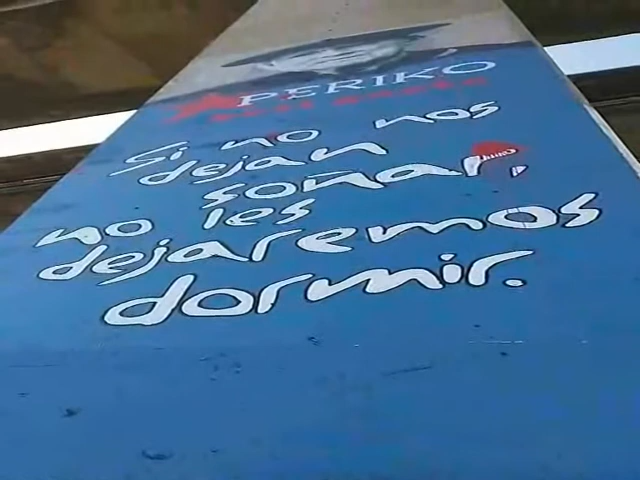 PERIKO
Si no nos
dejan
soñar,
no les
dejaremos
dormir.